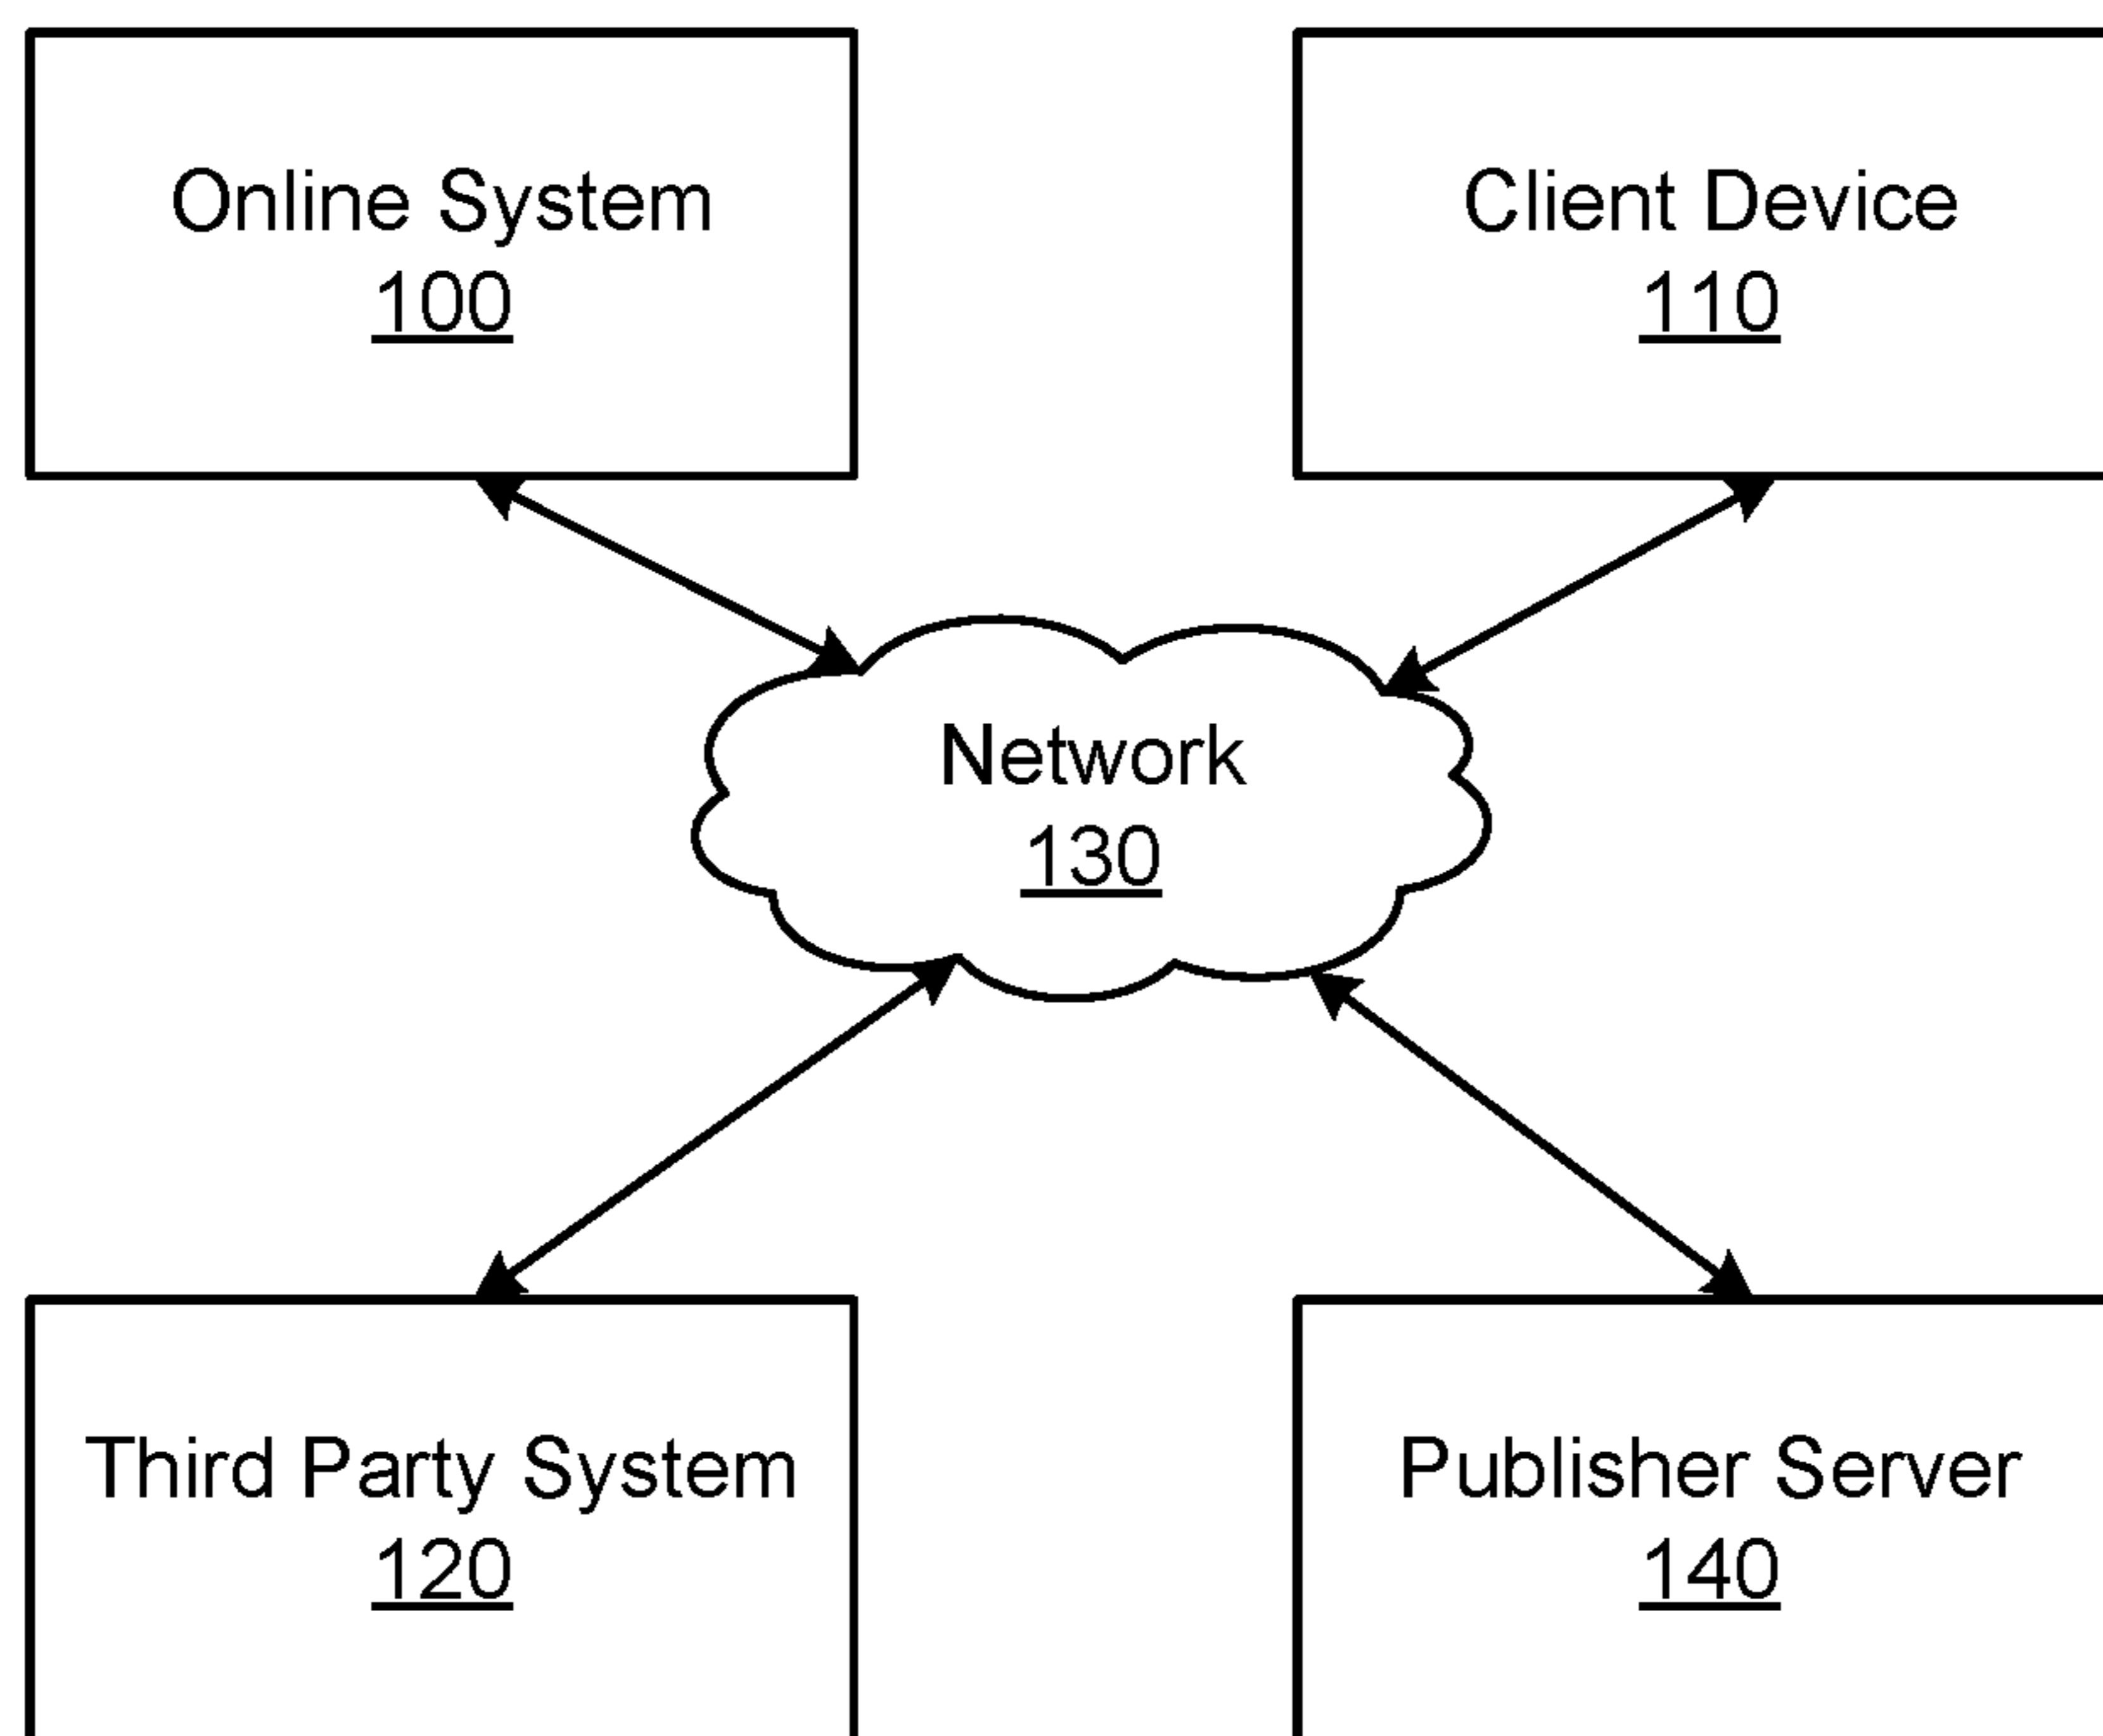 Online System
100
Client Device
110
Network
130
Third Party System
120
Publisher Server
140